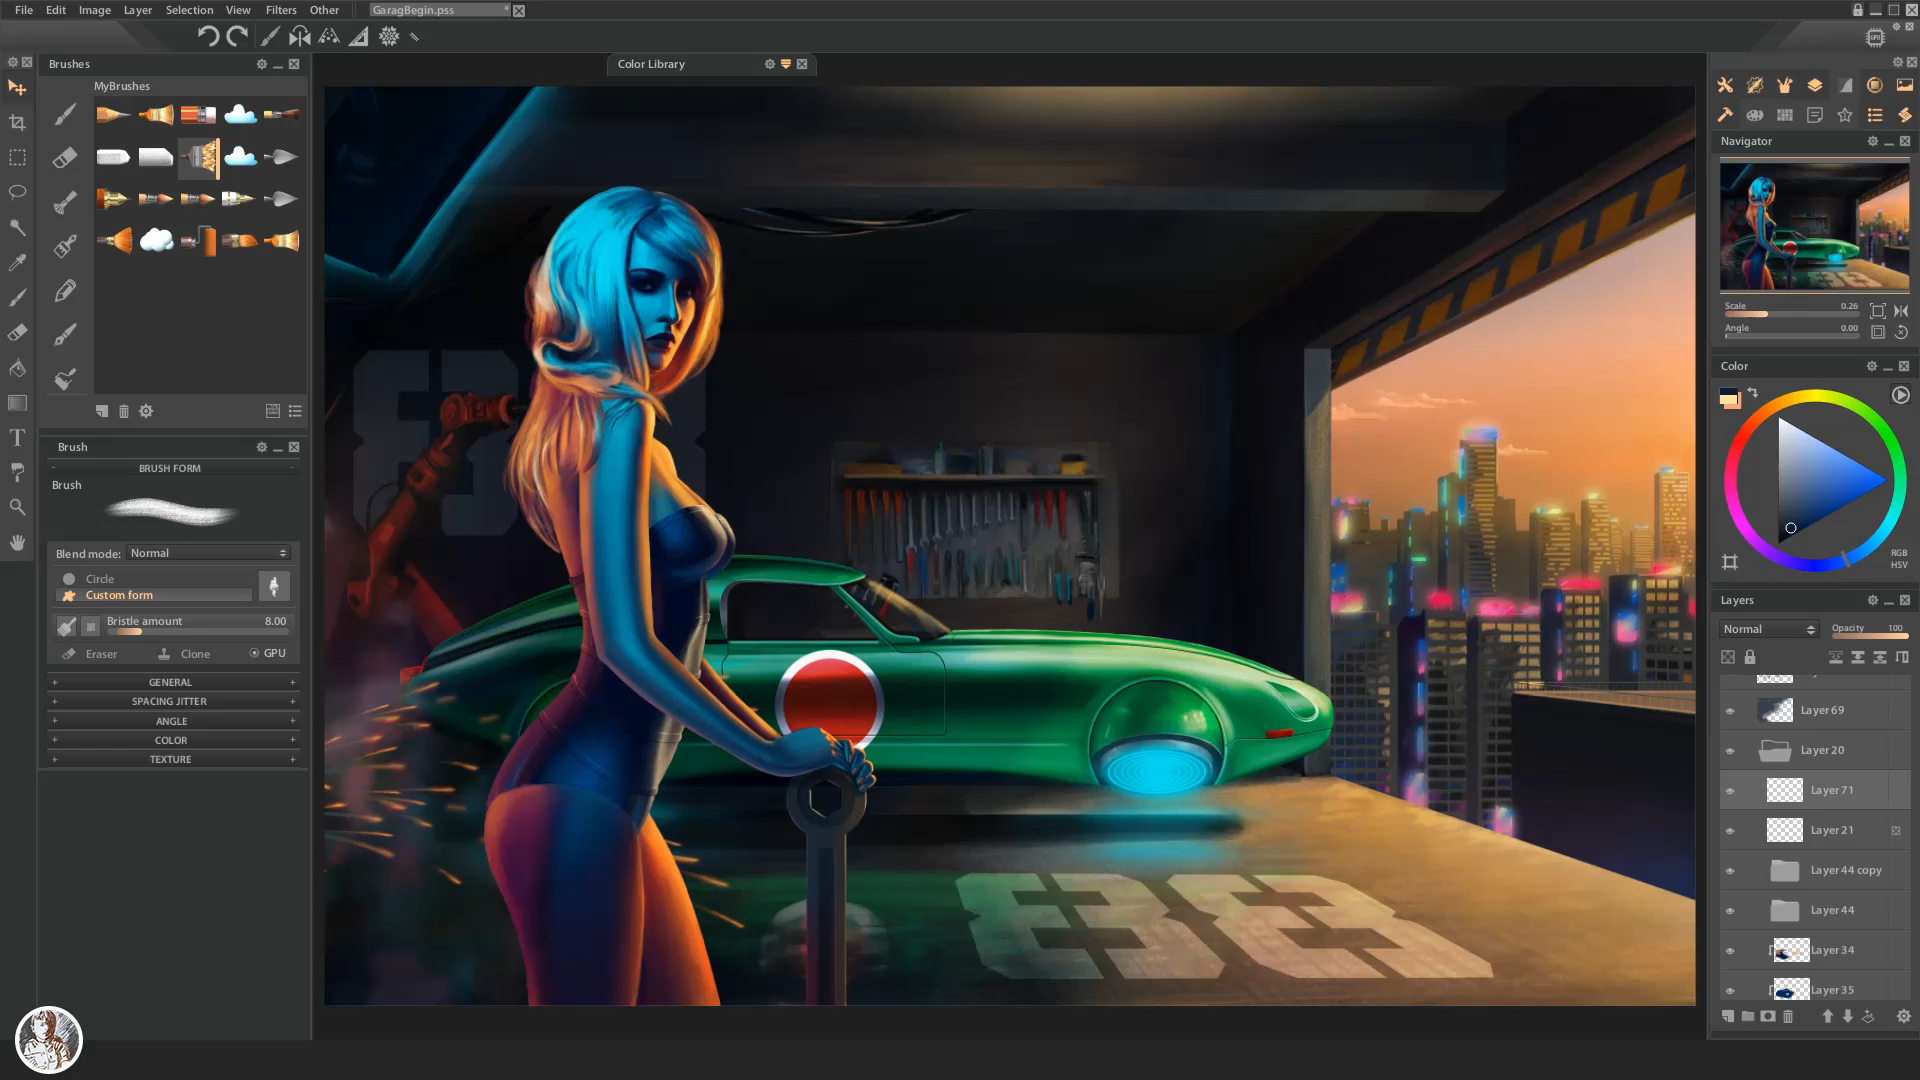 File Edit Image Layer Selection View Filters Other
GaragBegin.pss *
Brushes
MyBrushes
Color Library
Brush
BRUSH FORM
Brush
Blend mode: Normal
Circle
Custom form
Bristle amount 8.00
Eraser Clone GPU
GENERAL
SPACING JITTER
ANGLE
COLOR
TEXTURE
88
GPU
Navigator
Scale 0.26
Angle 0.00
Color
RGB
HSV
Layers
Normal Opacity 100
Layer 69
Layer 20
Layer 71
Layer 21
Layer 44 copy
Layer 44
Layer 34
Layer 35